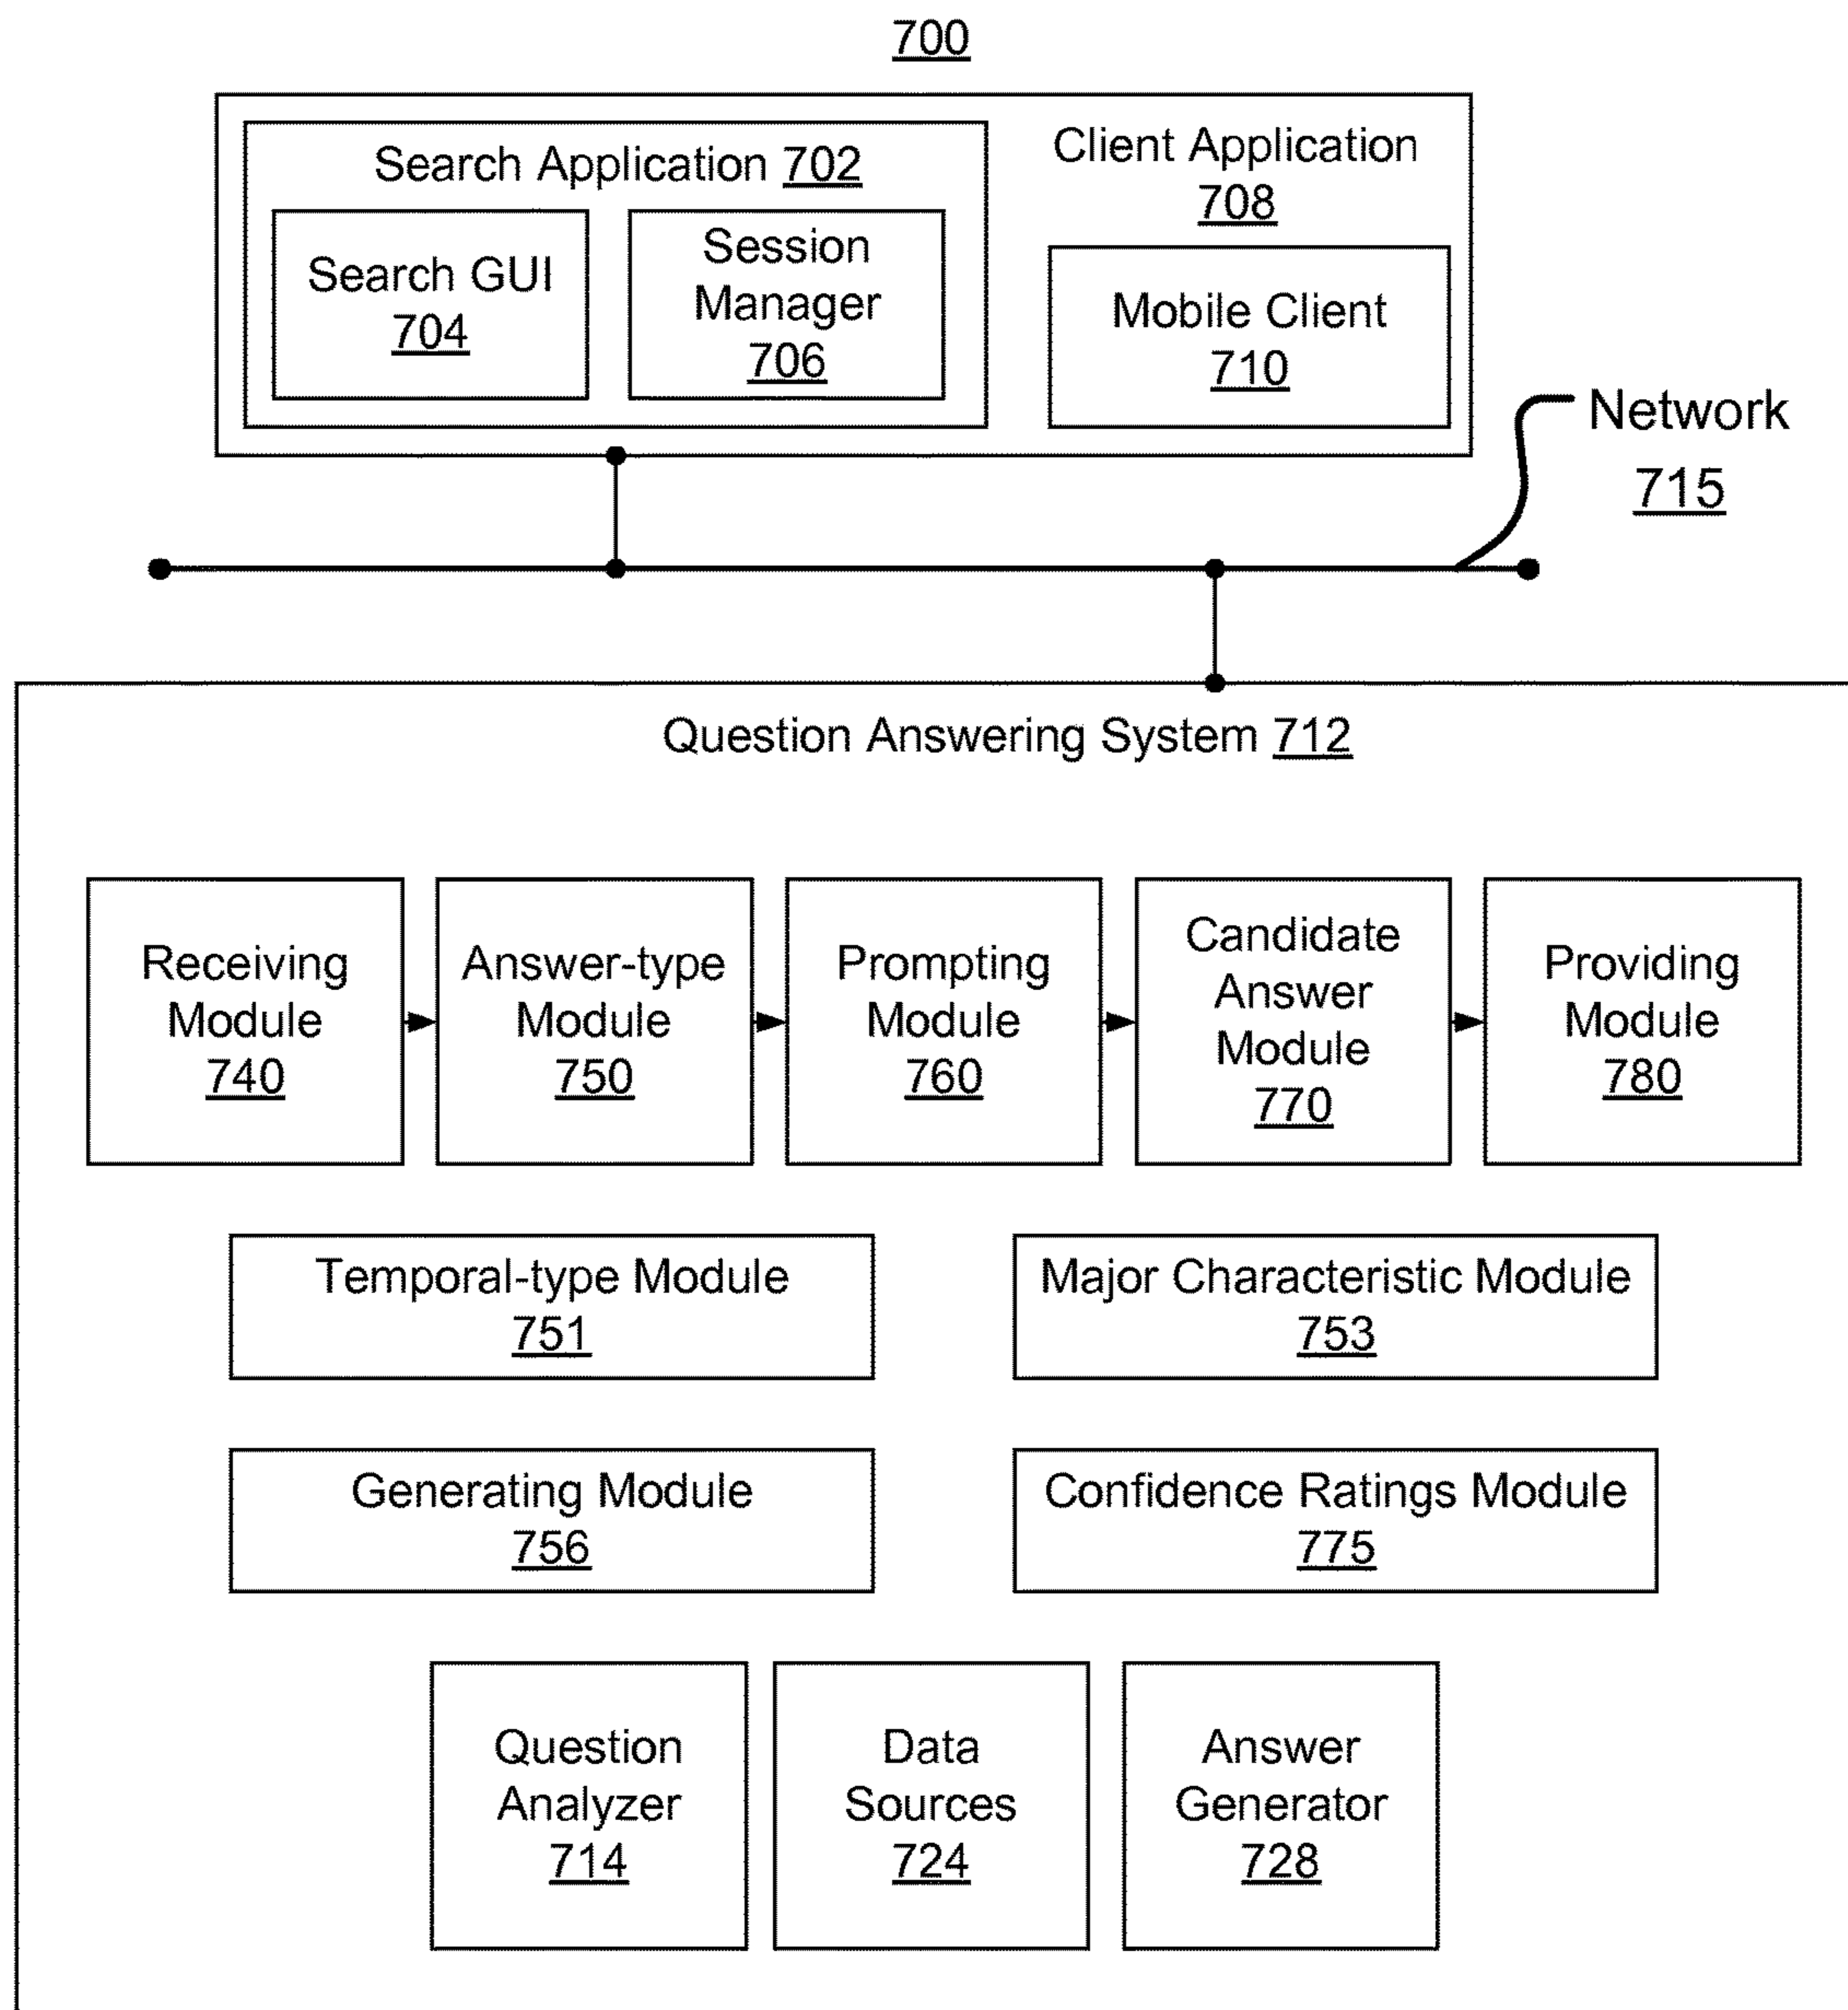 700
Search Application 702
Client Application
708
Search GUI
704
Session
Manager
706
Mobile Client
710
Network
715
Question Answering System 712
Receiving
Module
740
Answer-type
Module
750
Prompting
Module
760
Candidate
Answer
Module
770
Providing
Module
780
Temporal-type Module
751
Major Characteristic Module
753
Generating Module
756
Confidence Ratings Module
775
Question
Analyzer
714
Data
Sources
724
Answer
Generator
728